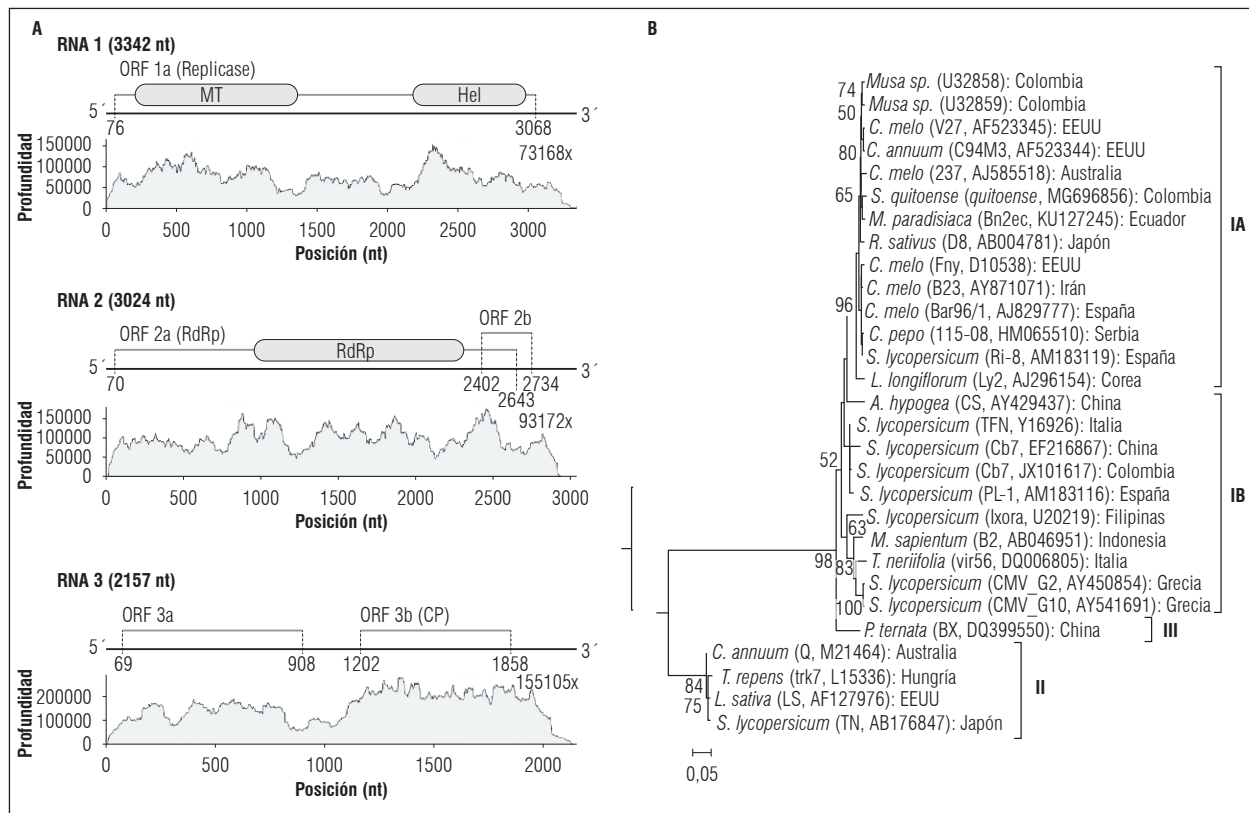 A
RNA 1 (3342 nt)
ORF 1a (Replicase)
MT
Hel
5´
3´
76
3068
73168x
Profundidad
150000
100000
50000
0
0 500 1000 1500 2000 2500 3000
Posición (nt)
RNA 2 (3024 nt)
ORF 2a (RdRp)
ORF 2b
RdRp
5´
3´
70
2402
2734
2643
93172x
Profundidad
150000
100000
50000
0
0 500 1000 1500 2000 2500 3000
Posición (nt)
RNA 3 (2157 nt)
ORF 3a
ORF 3b (CP)
5´
3´
69
908
1202
1858
155105x
Profundidad
200000
100000
0
0 500 1000 1500 2000
Posición (nt)
B
Musa sp. (U32858): Colombia
Musa sp. (U32859): Colombia
C. melo (V27, AF523345): EEUU
C. annuum (C94M3, AF523344): EEUU
C. melo (237, AJ585518): Australia
S. quitoense (quitoense, MG696856): Colombia
M. paradisiaca (Bn2ec, KU127245): Ecuador
R. sativus (D8, AB004781): Japón
C. melo (Fny, D10538): EEUU
C. melo (B23, AY871071): Irán
C. melo (Bar96/1, AJ829777): España
C. pepo (115-08, HM065510): Serbia
S. lycopersicum (Ri-8, AM183119): España
L. longiflorum (Ly2, AJ296154): Corea
A. hypogea (CS, AY429437): China
S. lycopersicum (TFN, Y16926): Italia
S. lycopersicum (Cb7, EF216867): China
S. lycopersicum (Cb7, JX101617): Colombia
S. lycopersicum (PL-1, AM183116): España
S. lycopersicum (Ixora, U20219): Filipinas
M. sapientum (B2, AB046951): Indonesia
T. neriifolia (vir56, DQ006805): Italia
S. lycopersicum (CMV_G2, AY450854): Grecia
S. lycopersicum (CMV_G10, AY541691): Grecia
P. ternata (BX, DQ399550): China
C. annuum (Q, M21464): Australia
T. repens (trk7, L15336): Hungría
L. sativa (LS, AF127976): EEUU
S. lycopersicum (TN, AB176847): Japón
74
50
80
65
96
52
63
98
83
100
84
75
IA
IB
III
II
0,05